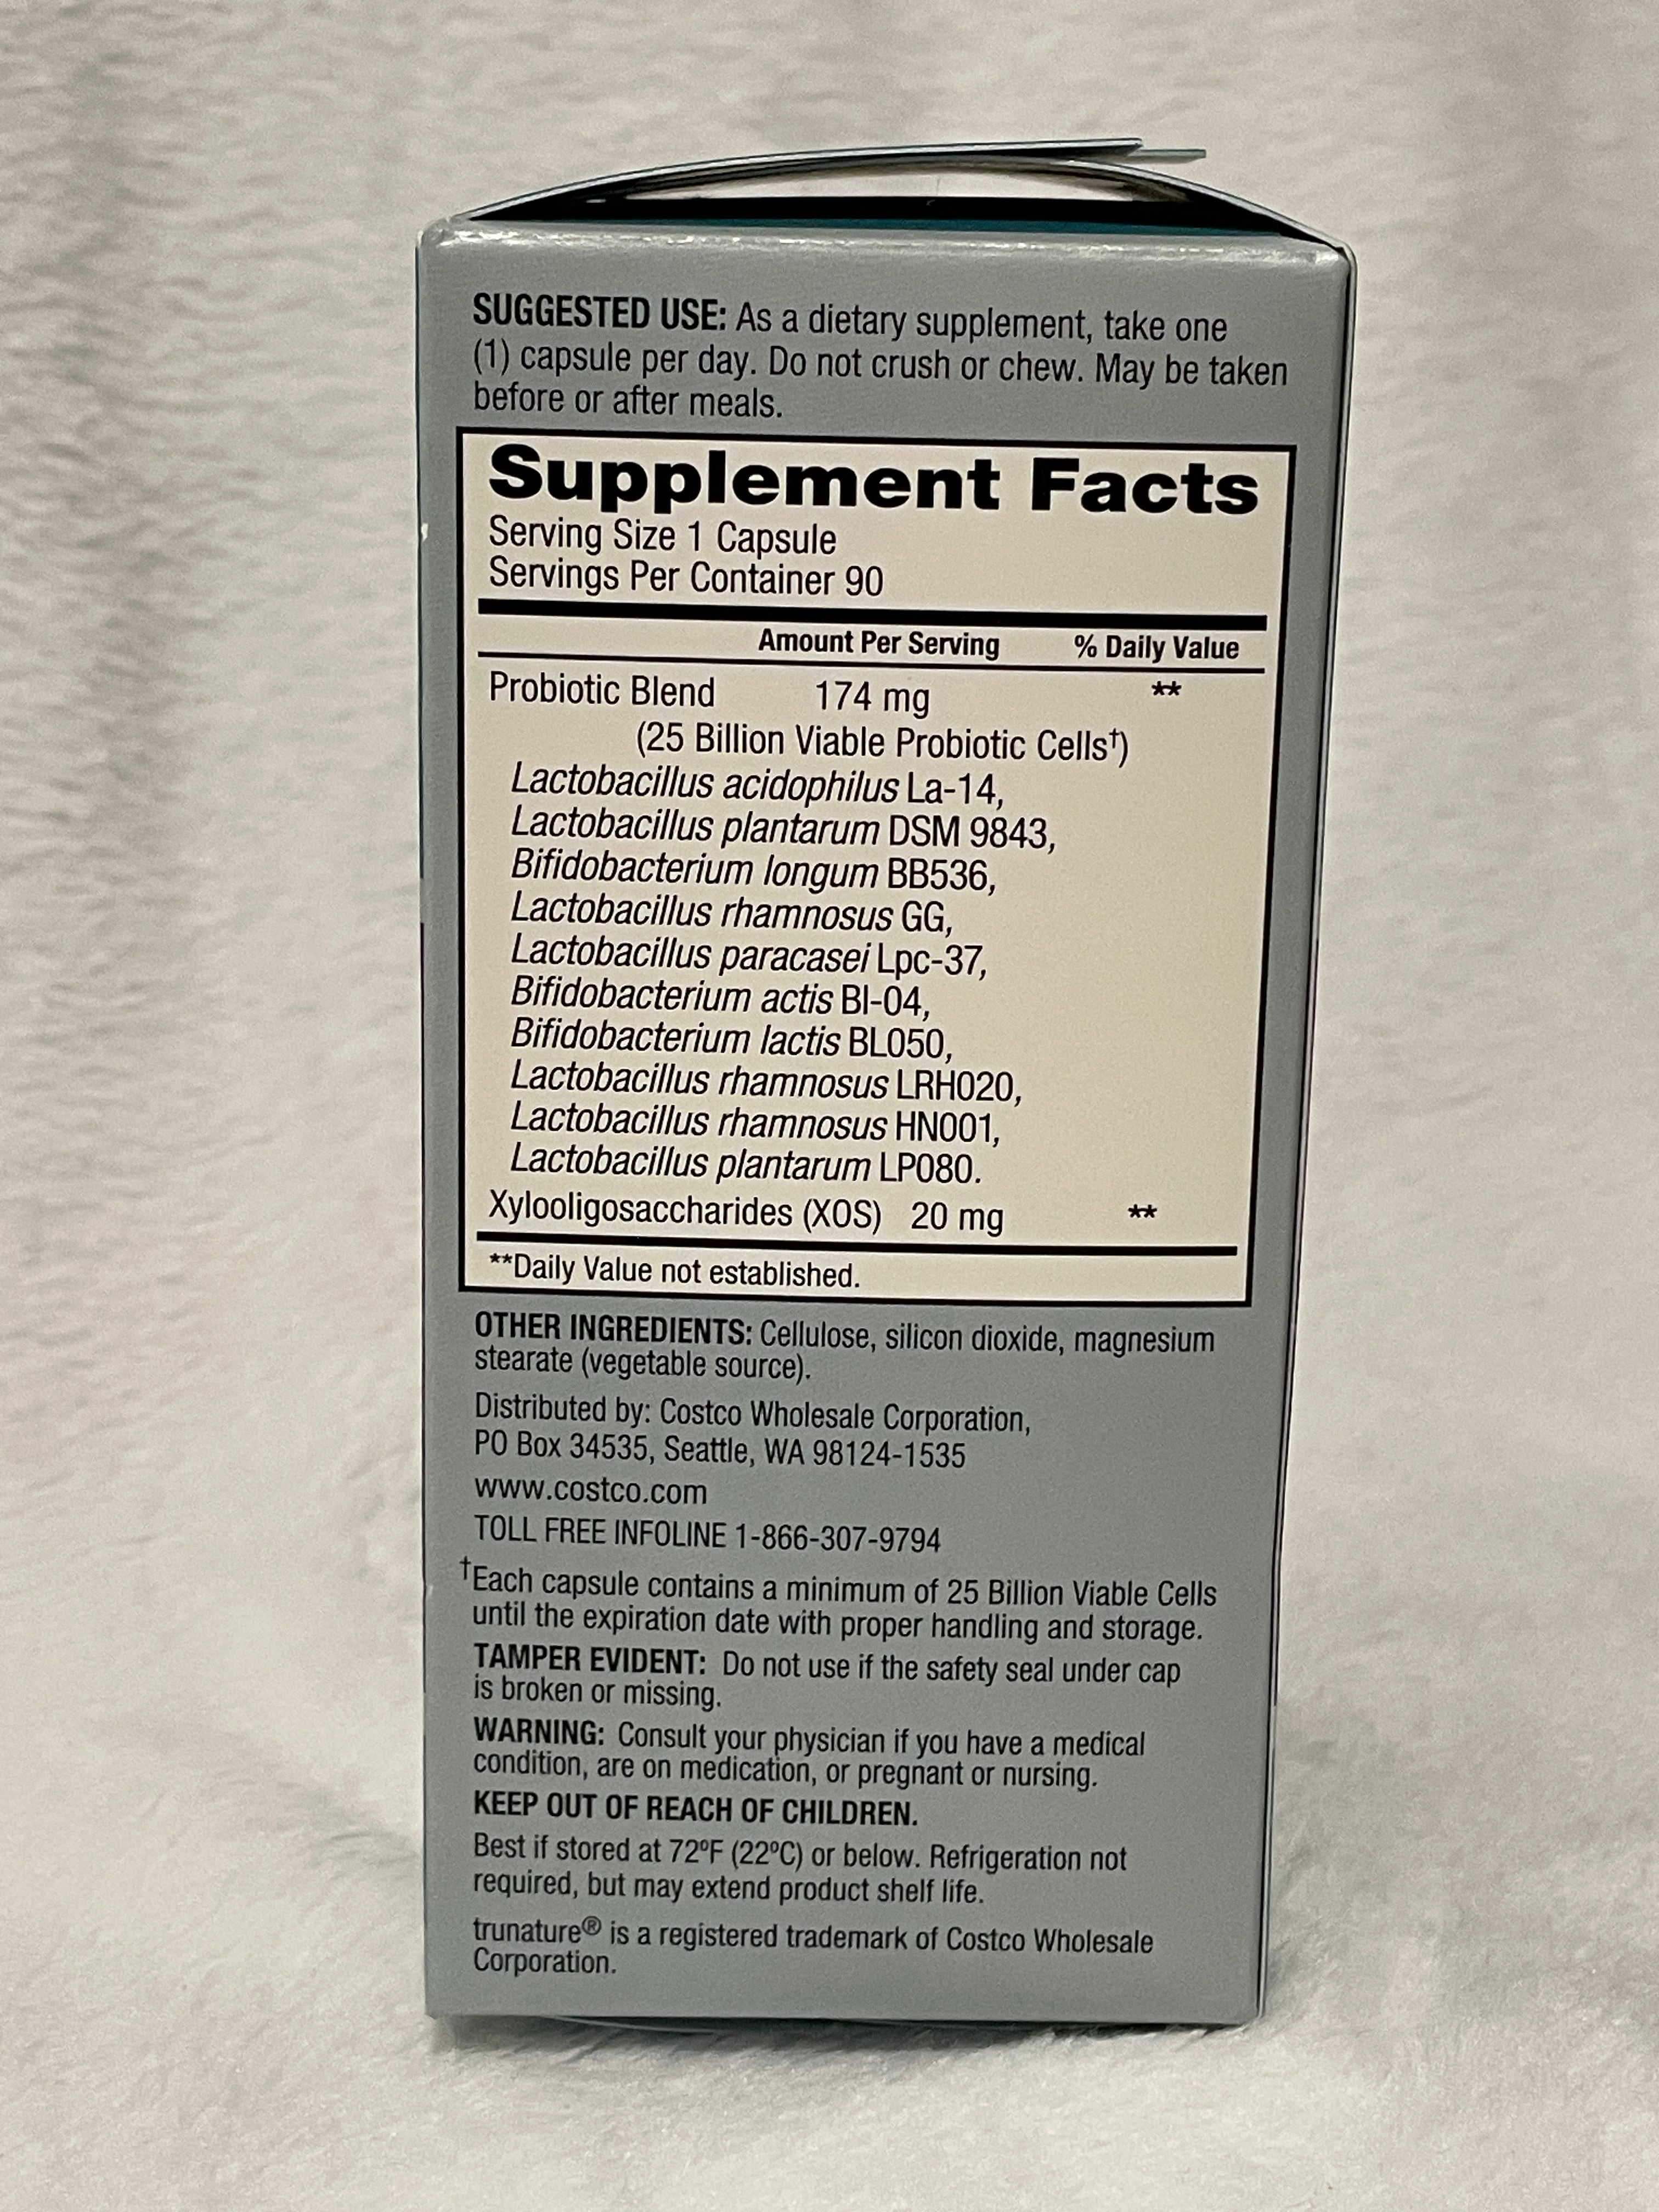 SUGGESTED USE: As a dietary supplement, take one
(1) capsule per day. Do not crush or chew. May be taken
before or after meals.
Supplement Facts
Serving Size 1 Capsule
Servings Per Container 90
Amount Per Serving % Daily Value
Probiotic Blend 174 mg **
(25 Billion Viable Probiotic Cells†)
Lactobacillus acidophilus La-14,
Lactobacillus plantarum DSM 9843,
Bifidobacterium longum BB536,
Lactobacillus rhamnosus GG,
Lactobacillus paracasei Lpc-37,
Bifidobacterium actis Bl-04,
Bifidobacterium lactis BL050,
Lactobacillus rhamnosus LRH020,
Lactobacillus rhamnosus HN001,
Lactobacillus plantarum LP080.
Xylooligosaccharides (XOS) 20 mg **
**Daily Value not established.
OTHER INGREDIENTS: Cellulose, silicon dioxide, magnesium
stearate (vegetable source).
Distributed by: Costco Wholesale Corporation,
PO Box 34535, Seattle, WA 98124-1535
www.costco.com
TOLL FREE INFOLINE 1-866-307-9794
†Each capsule contains a minimum of 25 Billion Viable Cells
until the expiration date with proper handling and storage.
TAMPER EVIDENT: Do not use if the safety seal under cap
is broken or missing.
WARNING: Consult your physician if you have a medical
condition, are on medication, or pregnant or nursing.
KEEP OUT OF REACH OF CHILDREN.
Best if stored at 72ºF (22ºC) or below. Refrigeration not
required, but may extend product shelf life.
trunature® is a registered trademark of Costco Wholesale
Corporation.